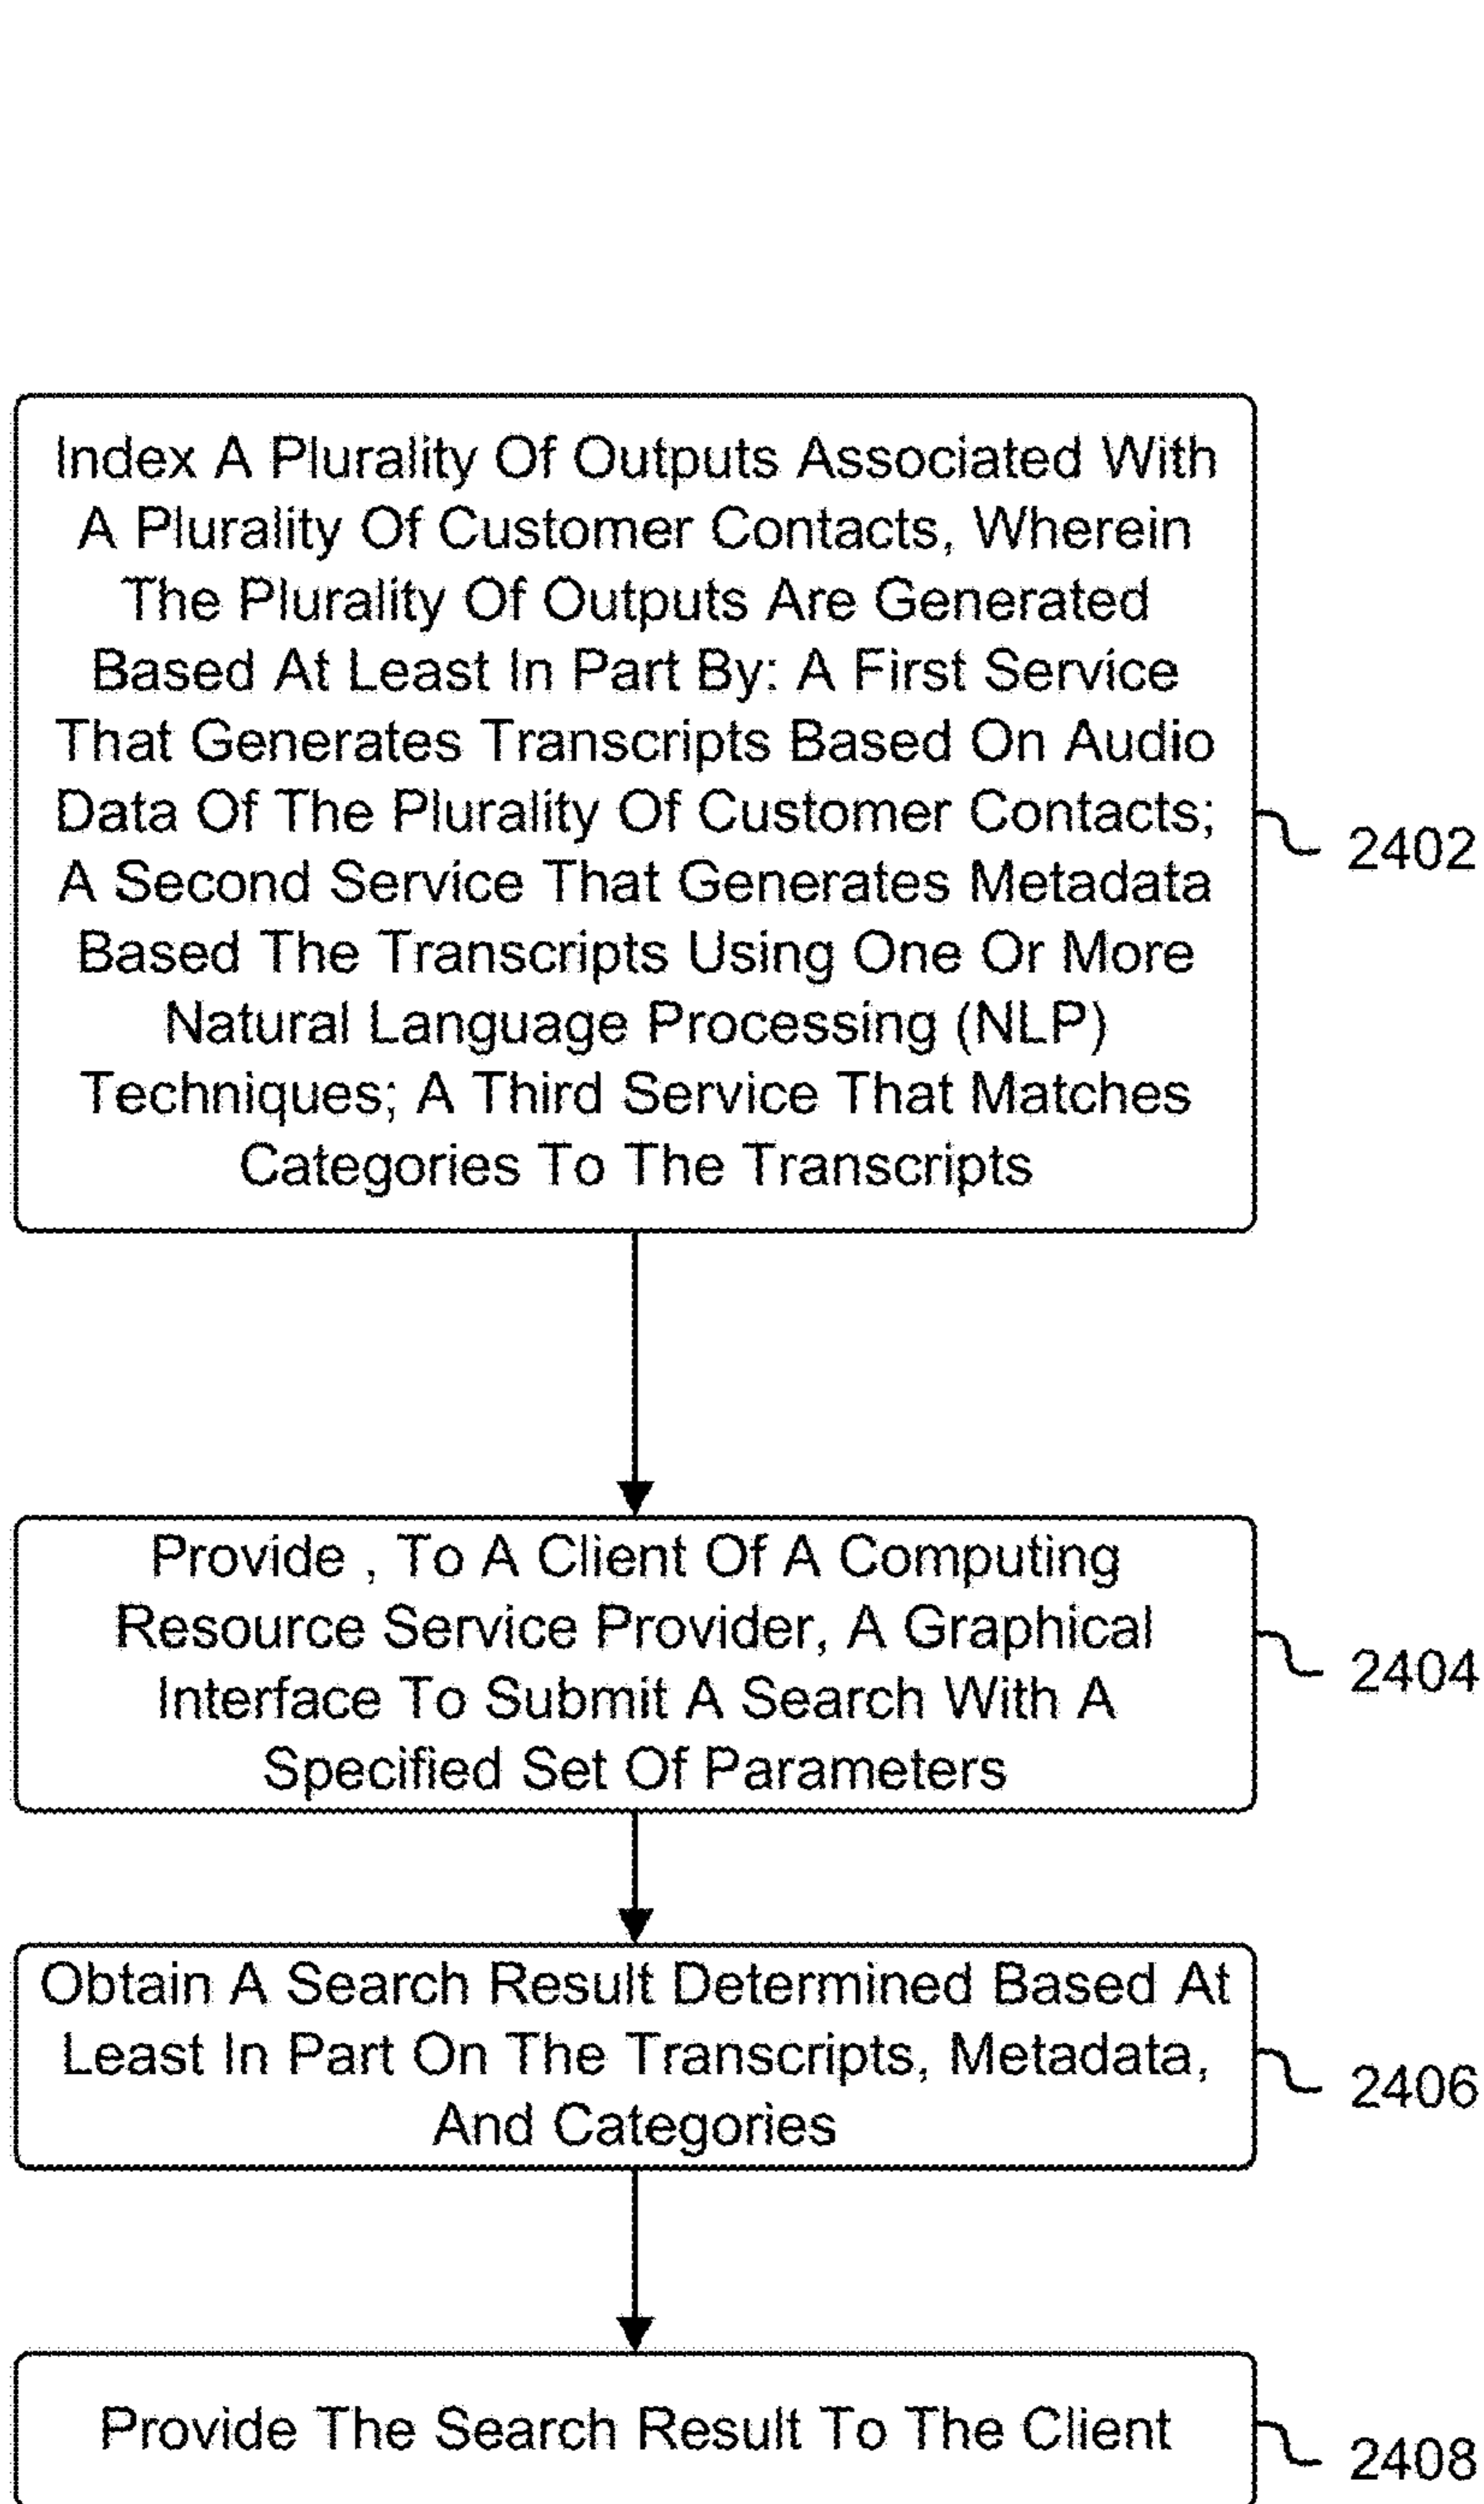 Index A Plurality Of Outputs Associated With
A Plurality Of Customer Contacts, Wherein
The Plurality Of Outputs Are Generated
Based At Least In Part By: A First Service
That Generates Transcripts Based On Audio
Data Of The Plurality Of Customer Contacts;
A Second Service That Generates Metadata
Based The Transcripts Using One Or More
Natural Language Processing (NLP)
Techniques; A Third Service That Matches
Categories To The Transcripts
2402
Provide , To A Client Of A Computing
Resource Service Provider, A Graphical
Interface To Submit A Search With A
Specified Set Of Parameters
2404
Obtain A Search Result Determined Based At
Least In Part On The Transcripts, Metadata,
And Categories
2406
Provide The Search Result To The Client
2408